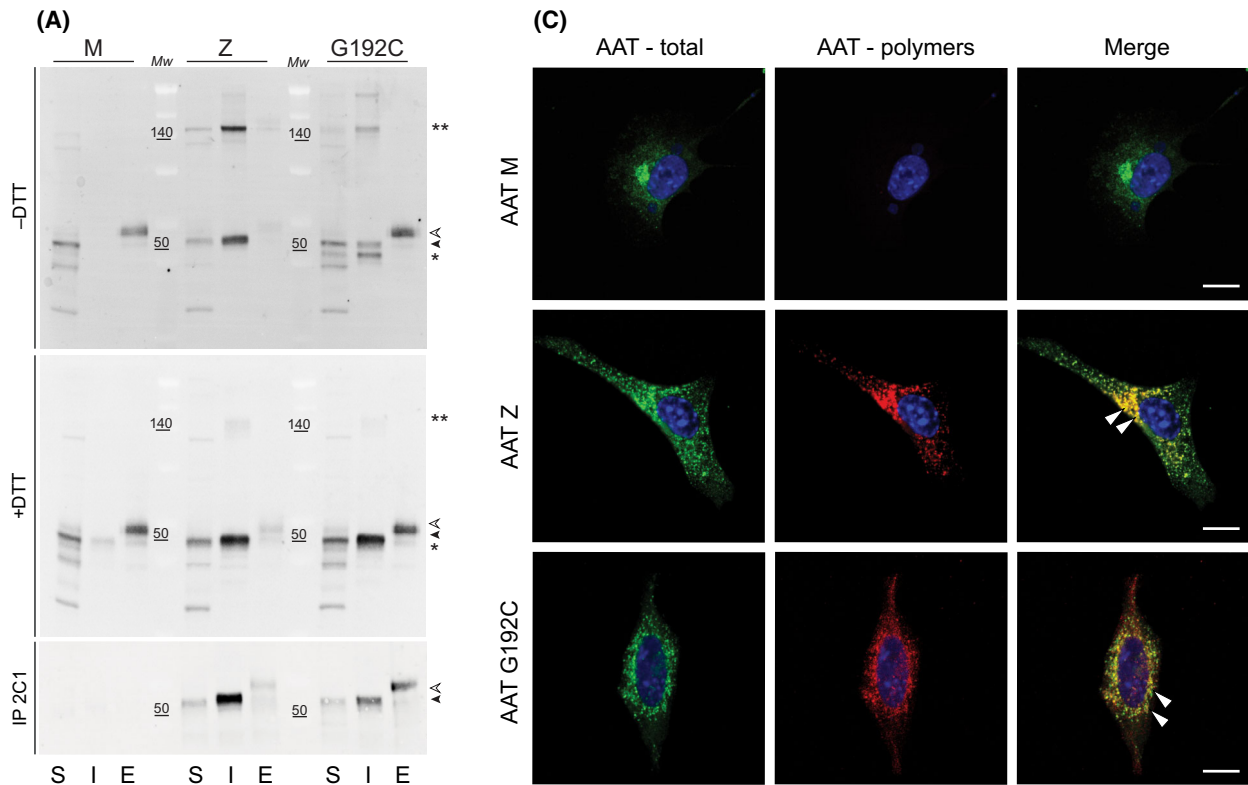 (A)
M Mw Z Mw G192C
–DTT
140 140 **
50 50
*
+DTT
140 140 **
50 50
*
IP 2C1
50 50
S I E S I E S I E
(C)
AAT - total AAT - polymers Merge
AAT M
AAT Z
AAT G192C